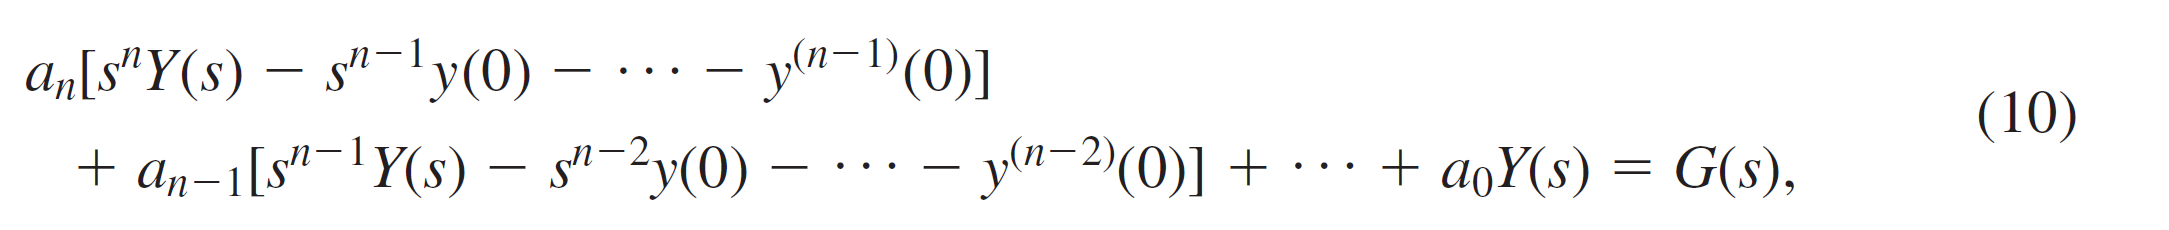 aₙ[sⁿY(s) − sⁿ⁻¹y(0) − ··· − y⁽ⁿ⁻¹⁾(0)]
+ aₙ₋₁[sⁿ⁻¹Y(s) − sⁿ⁻²y(0) − ··· − y⁽ⁿ⁻²⁾(0)] + ··· + a₀Y(s) = G(s),
(10)